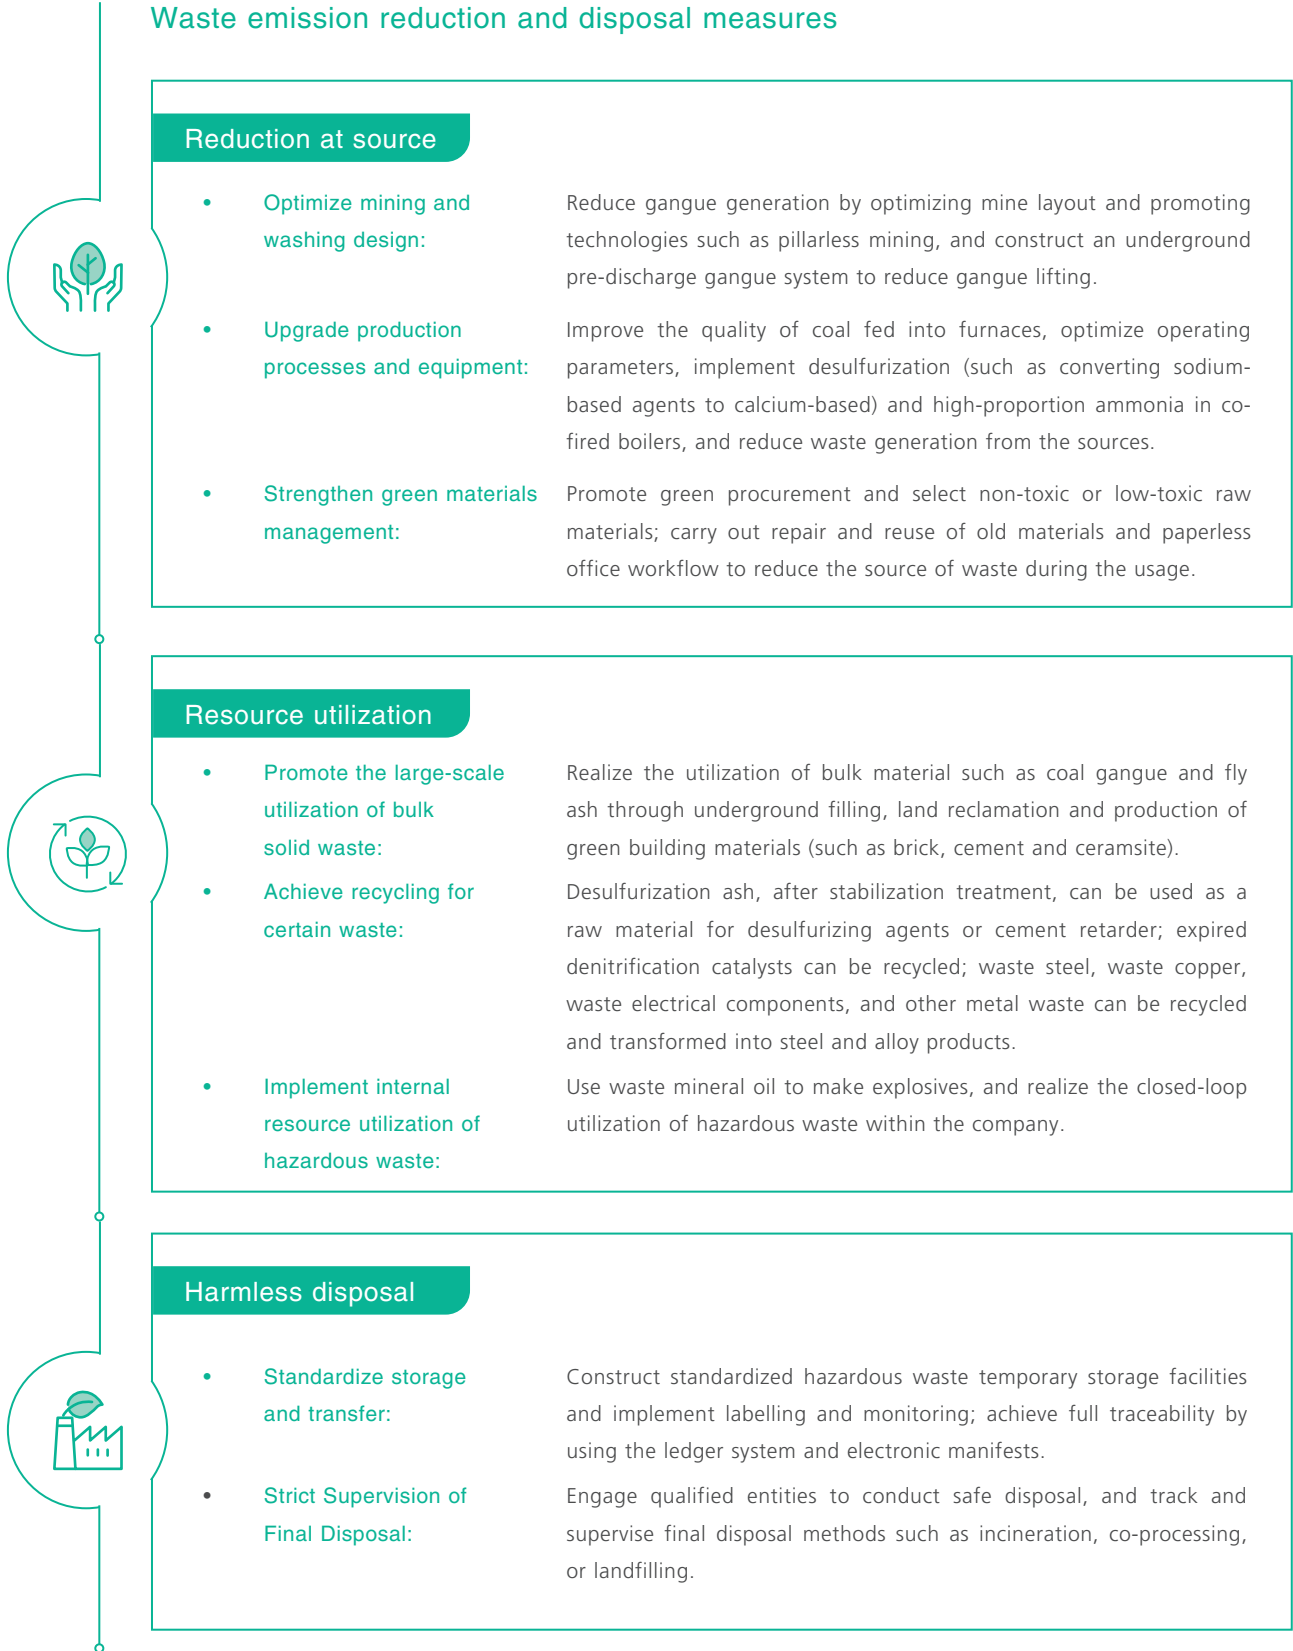 Waste emission reduction and disposal measures
Reduction at source
• Optimize mining and
washing design:
Reduce gangue generation by optimizing mine layout and promoting
technologies such as pillarless mining, and construct an underground
pre-discharge gangue system to reduce gangue lifting.
• Upgrade production
processes and equipment:
Improve the quality of coal fed into furnaces, optimize operating
parameters, implement desulfurization (such as converting sodium-
based agents to calcium-based) and high-proportion ammonia in co-
fired boilers, and reduce waste generation from the sources.
• Strengthen green materials
management:
Promote green procurement and select non-toxic or low-toxic raw
materials; carry out repair and reuse of old materials and paperless
office workflow to reduce the source of waste during the usage.
Resource utilization
• Promote the large-scale
utilization of bulk
solid waste:
Realize the utilization of bulk material such as coal gangue and fly
ash through underground filling, land reclamation and production of
green building materials (such as brick, cement and ceramsite).
• Achieve recycling for
certain waste:
Desulfurization ash, after stabilization treatment, can be used as a
raw material for desulfurizing agents or cement retarder; expired
denitrification catalysts can be recycled; waste steel, waste copper,
waste electrical components, and other metal waste can be recycled
and transformed into steel and alloy products.
• Implement internal
resource utilization of
hazardous waste:
Use waste mineral oil to make explosives, and realize the closed-loop
utilization of hazardous waste within the company.
Harmless disposal
• Standardize storage
and transfer:
Construct standardized hazardous waste temporary storage facilities
and implement labelling and monitoring; achieve full traceability by
using the ledger system and electronic manifests.
• Strict Supervision of
Final Disposal:
Engage qualified entities to conduct safe disposal, and track and
supervise final disposal methods such as incineration, co-processing,
or landfilling.